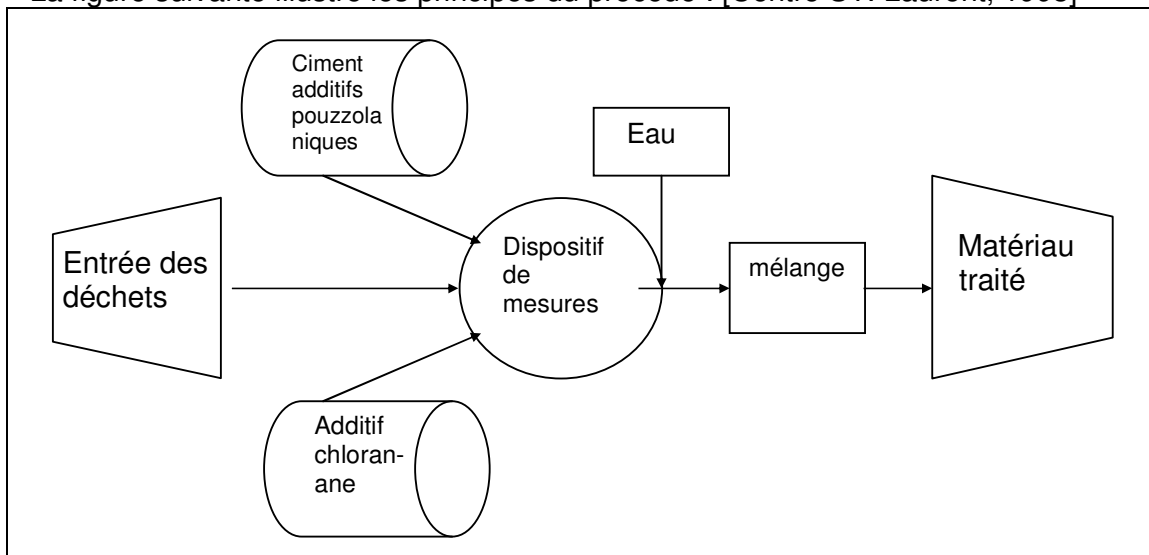 La figure suivante illustre les principes du procédé : [Centre ST. Laurent,
Ciment
additifs
pouzzola
niques
Eau
Entrée des
déchets
Dispositif
de
mesures
mélange
Matériau
traité
Additif
chloran-
ane